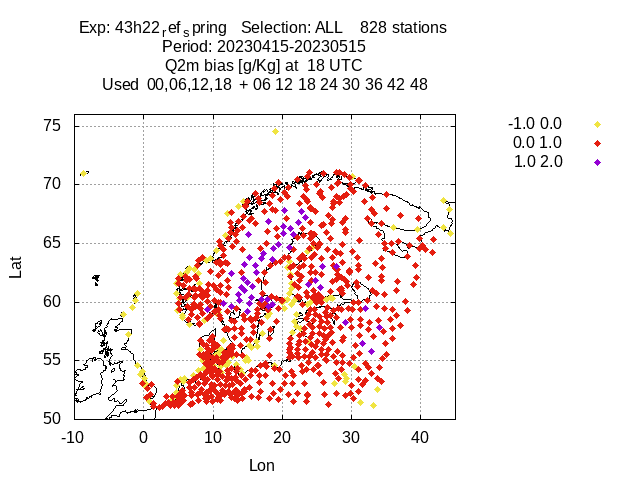 Exp: 43h22refspring   Selection: ALL    828 stations
Period: 20230415-20230515
Q2m bias [g/Kg] at  18 UTC
Used  00,06,12,18  + 06 12 18 24 30 36 42 48
-1.0 0.0
0.0 1.0
1.0 2.0
75
70
65
60
55
50
Lat
-10 0 10 20 30 40
Lon